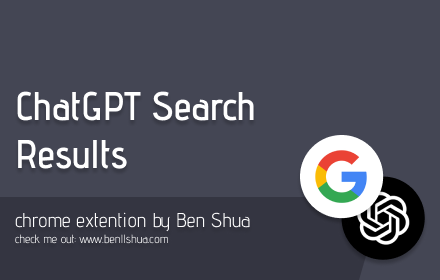 ChatGPT Search
Results
chrome extention by Ben Shua
check me out: www.benllshua.com